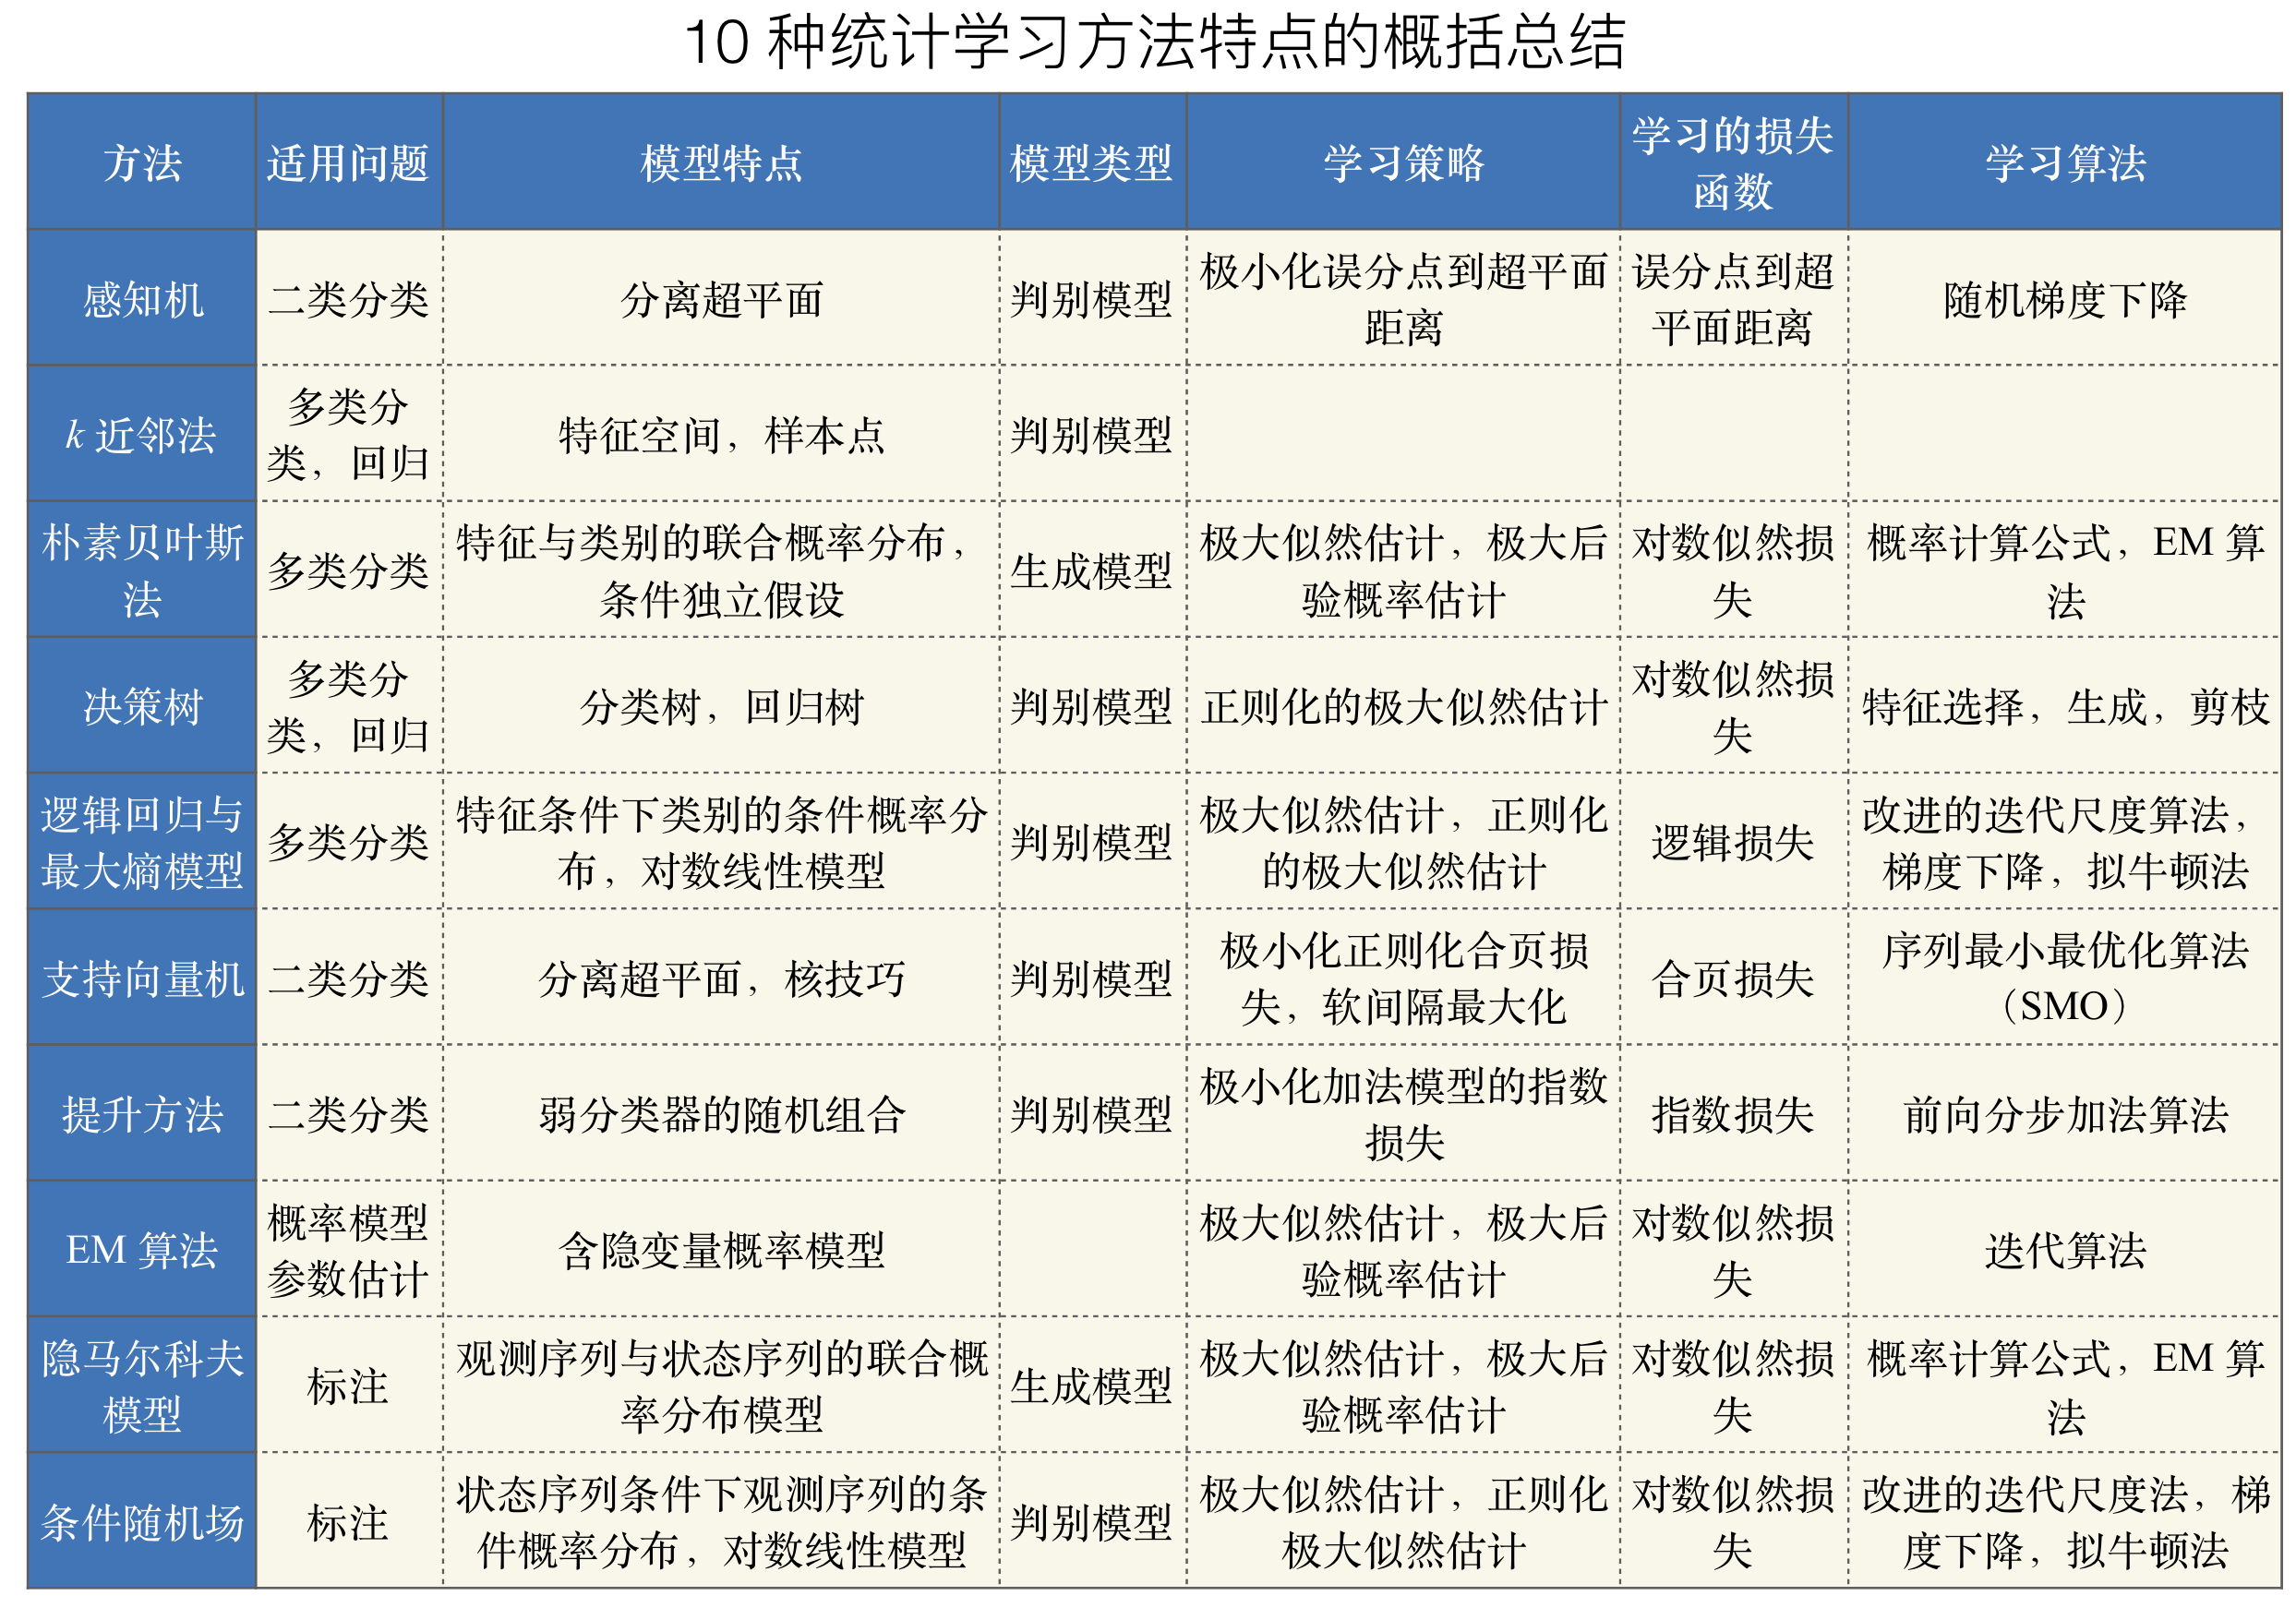 10 种统计学习方法特点的概括总结
方法
适用问题
模型特点
模型类型
学习策略
学习的损失
函数
学习算法
感知机
二类分类
分离超平面
判别模型
极小化误分点到超平面
距离
误分点到超
平面距离
随机梯度下降
k 近邻法
多类分
类，回归
特征空间，样本点
判别模型
朴素贝叶斯
法
多类分类
特征与类别的联合概率分布，
条件独立假设
生成模型
极大似然估计，极大后
验概率估计
对数似然损
失
概率计算公式，EM 算
法
决策树
多类分
类，回归
分类树，回归树
判别模型
正则化的极大似然估计
对数似然损
失
特征选择，生成，剪枝
逻辑回归与
最大熵模型
多类分类
特征条件下类别的条件概率分
布，对数线性模型
判别模型
极大似然估计，正则化
的极大似然估计
逻辑损失
改进的迭代尺度算法，
梯度下降，拟牛顿法
支持向量机
二类分类
分离超平面，核技巧
判别模型
极小化正则化合页损
失，软间隔最大化
合页损失
序列最小最优化算法
（SMO）
提升方法
二类分类
弱分类器的随机组合
判别模型
极小化加法模型的指数
损失
指数损失
前向分步加法算法
EM 算法
概率模型
参数估计
含隐变量概率模型
极大似然估计，极大后
验概率估计
对数似然损
失
迭代算法
隐马尔科夫
模型
标注
观测序列与状态序列的联合概
率分布模型
生成模型
极大似然估计，极大后
验概率估计
对数似然损
失
概率计算公式，EM 算
法
条件随机场
标注
状态序列条件下观测序列的条
件概率分布，对数线性模型
判别模型
极大似然估计，正则化
极大似然估计
对数似然损
失
改进的迭代尺度法，梯
度下降，拟牛顿法